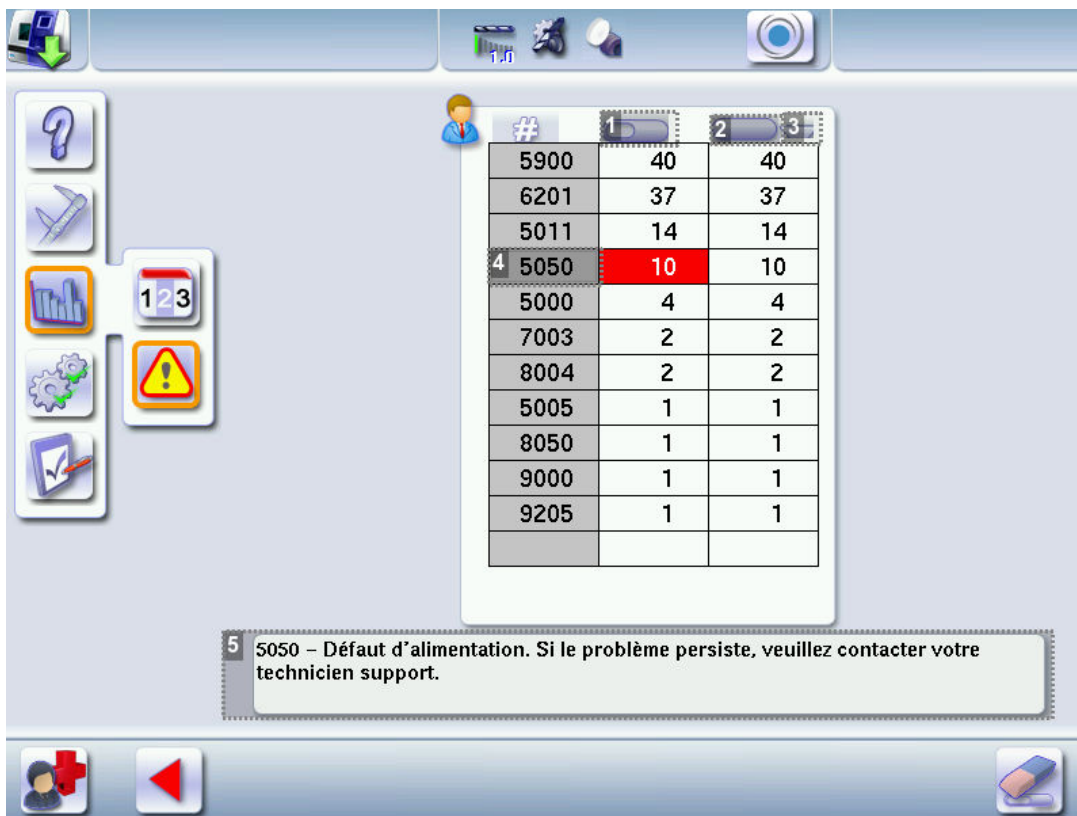 1.0
1 2 3
# 1 2 3
5900 40 40
6201 37 37
5011 14 14
4 5050 10 10
5000 4 4
7003 2 2
8004 2 2
5005 1 1
8050 1 1
9000 1 1
9205 1 1
5 5050 – Défaut d'alimentation. Si le problème persiste, veuillez contacter votre
technicien support.